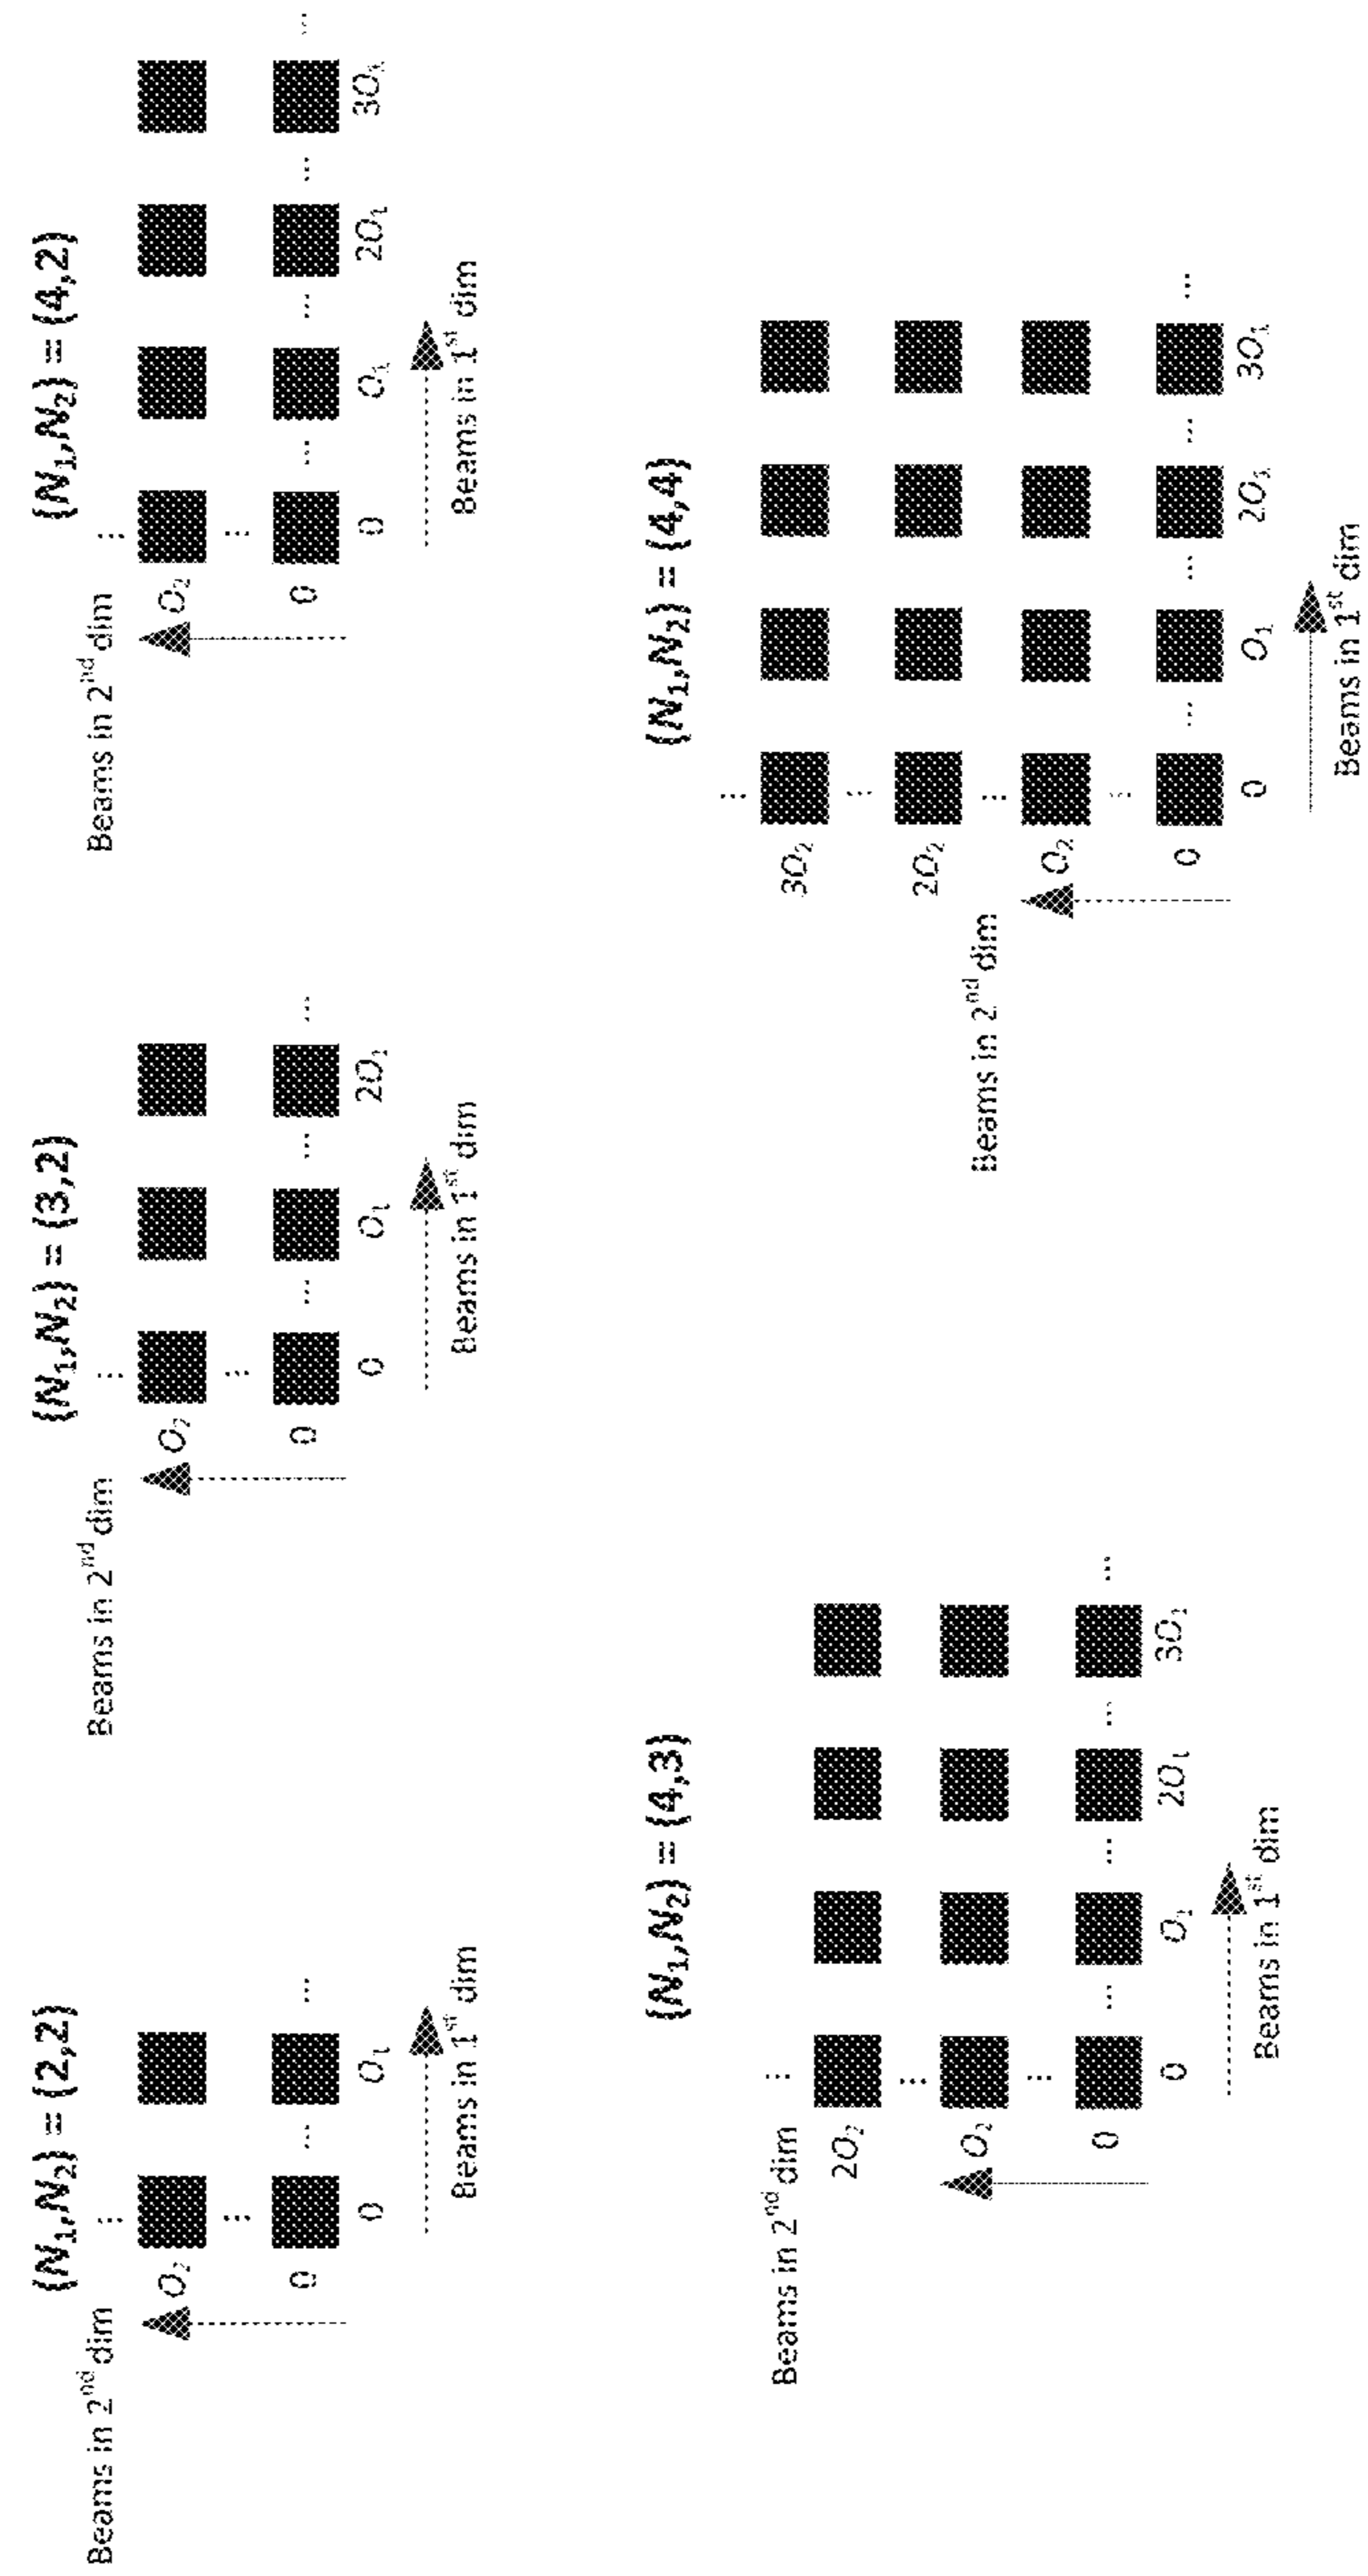 (N₁,N₂) = (2,2)
Beams in 2ⁿᵈ dim
⋮
O₂
⋮
0
...
...
0
O₁
Beams in 1ˢᵗ dim
(N₁,N₂) = (3,2)
Beams in 2ⁿᵈ dim
⋮
O₂
⋮
0
...
...
...
0
O₁
2O₁
Beams in 1ˢᵗ dim
(N₁,N₂) = (4,2)
Beams in 2ⁿᵈ dim
⋮
O₂
⋮
0
...
...
...
...
0
O₁
2O₁
3O₁
Beams in 1ˢᵗ dim
(N₁,N₂) = (4,3)
Beams in 2ⁿᵈ dim
⋮
2O₂
⋮
O₂
⋮
0
...
...
...
...
0
O₁
2O₁
3O₁
Beams in 1ˢᵗ dim
(N₁,N₂) = (4,4)
Beams in 2ⁿᵈ dim
⋮
3O₂
⋮
2O₂
⋮
O₂
⋮
0
...
...
...
...
0
O₁
2O₁
3O₁
Beams in 1ˢᵗ dim